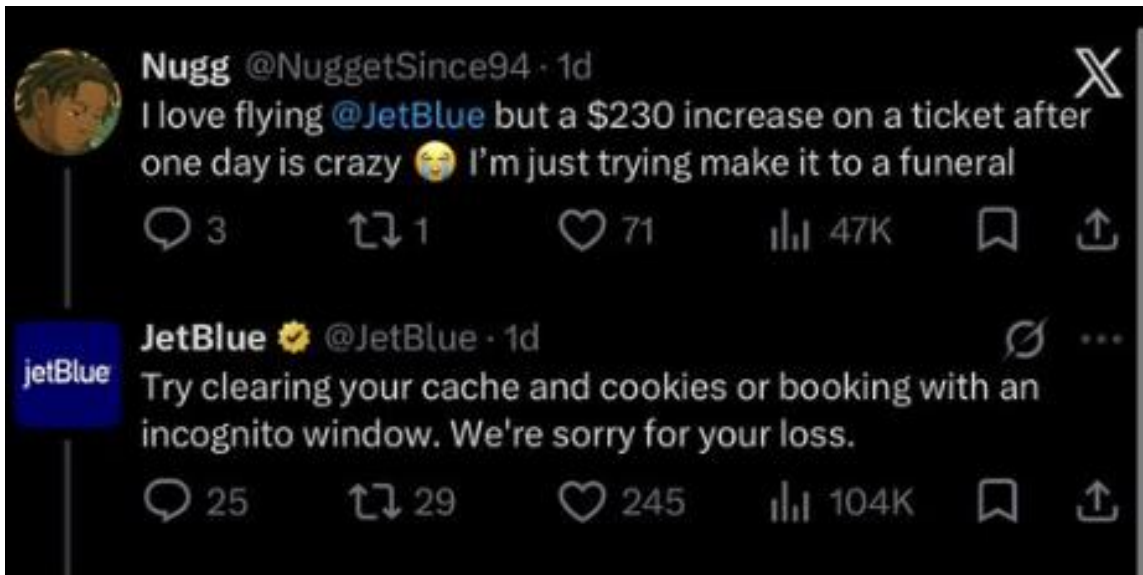 Nugg @NuggetSince94 · 1d
I love flying @JetBlue but a $230 increase on a ticket after
one day is crazy 😭 I'm just trying make it to a funeral
3 1 71 47K
JetBlue @JetBlue · 1d
jetBlue
Try clearing your cache and cookies or booking with an
incognito window. We're sorry for your loss.
25 29 245 104K